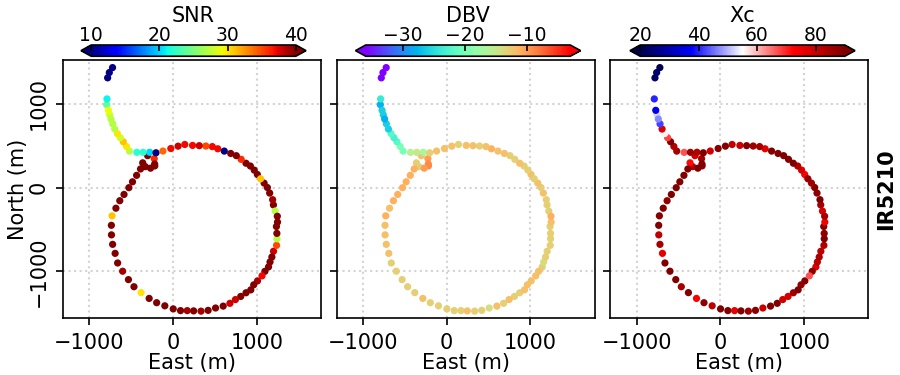 SNR DBV Xc
10 20 30 40 −30 −20 −10 20 40 60 80
1000
0
−1000
North (m)
IR5210
−1000 0 1000 −1000 0 1000 −1000 0 1000
East (m) East (m) East (m)